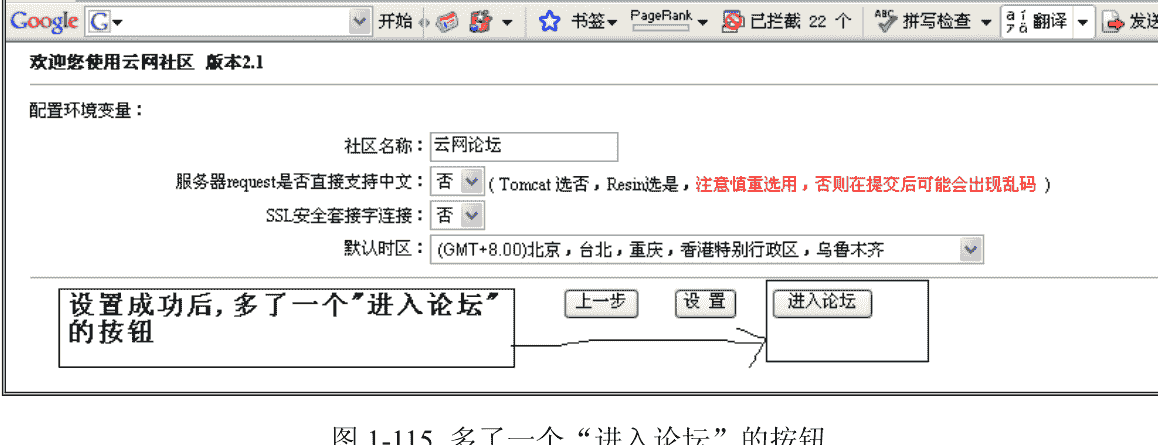 Google G 开始 书签 PageRank 已拦截 22 个 ABC 拼写检查 翻译 发送
欢迎您使用云网社区 版本2.1
配置环境变量：
社区名称： 云网论坛
服务器request是否直接支持中文： 否 ( Tomcat 选否，Resin选是，注意慎重选用，否则在提交后可能会出现乱码 )
SSL安全套接字连接： 否
默认时区： (GMT+8.00)北京，台北，重庆，香港特别行政区，乌鲁木齐
设置成功后,多了一个"进入论坛"
的按钮
上一步 设 置 进入论坛
图 1-115 多了一个“进入论坛”的按钮